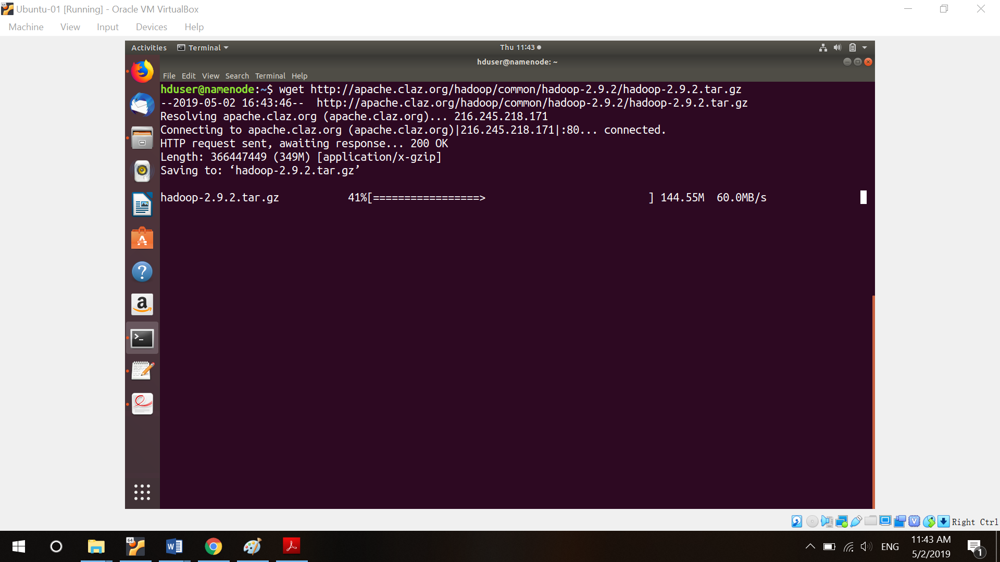 64
Ubuntu-01 [Running] - Oracle VM VirtualBox
Machine View Input Devices Help
Activities Terminal Thu 11:43
hduser@namenode: ~
File Edit View Search Terminal Help
hduser@namenode:~$ wget http://apache.claz.org/hadoop/common/hadoop-2.9.2/hadoop-2.9.2.tar.gz
--2019-05-02 16:43:46--  http://apache.claz.org/hadoop/common/hadoop-2.9.2/hadoop-2.9.2.tar.gz
Resolving apache.claz.org (apache.claz.org)... 216.245.218.171
Connecting to apache.claz.org (apache.claz.org)|216.245.218.171|:80... connected.
HTTP request sent, awaiting response... 200 OK
Length: 366447449 (349M) [application/x-gzip]
Saving to: ‘hadoop-2.9.2.tar.gz’
hadoop-2.9.2.tar.gz 41%[=================> ] 144.55M 60.0MB/s
A
?
a
>_
V
Right Ctrl
64
W
ENG
11:43 AM
5/2/2019
1